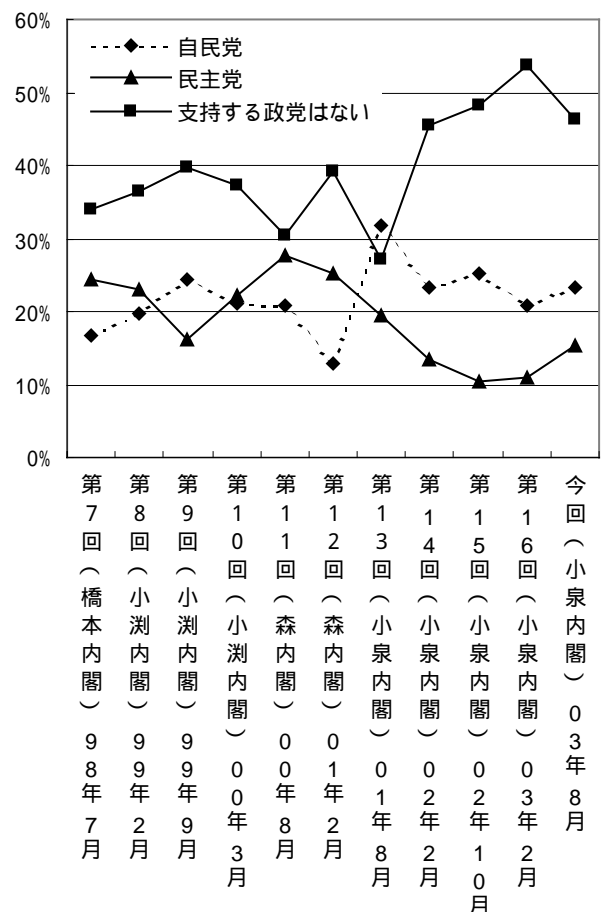 60%
50%
40%
30%
20%
10%
0%
自民党
民主党
支持する政党はない
第7回（橋本内閣）98年7月
第8回（小渕内閣）99年2月
第9回（小渕内閣）99年9月
第10回（小渕内閣）00年3月
第11回（森内閣）00年8月
第12回（森内閣）01年2月
第13回（小泉内閣）01年8月
第14回（小泉内閣）02年2月
第15回（小泉内閣）02年10月
第16回（小泉内閣）03年2月
今回（小泉内閣）03年8月